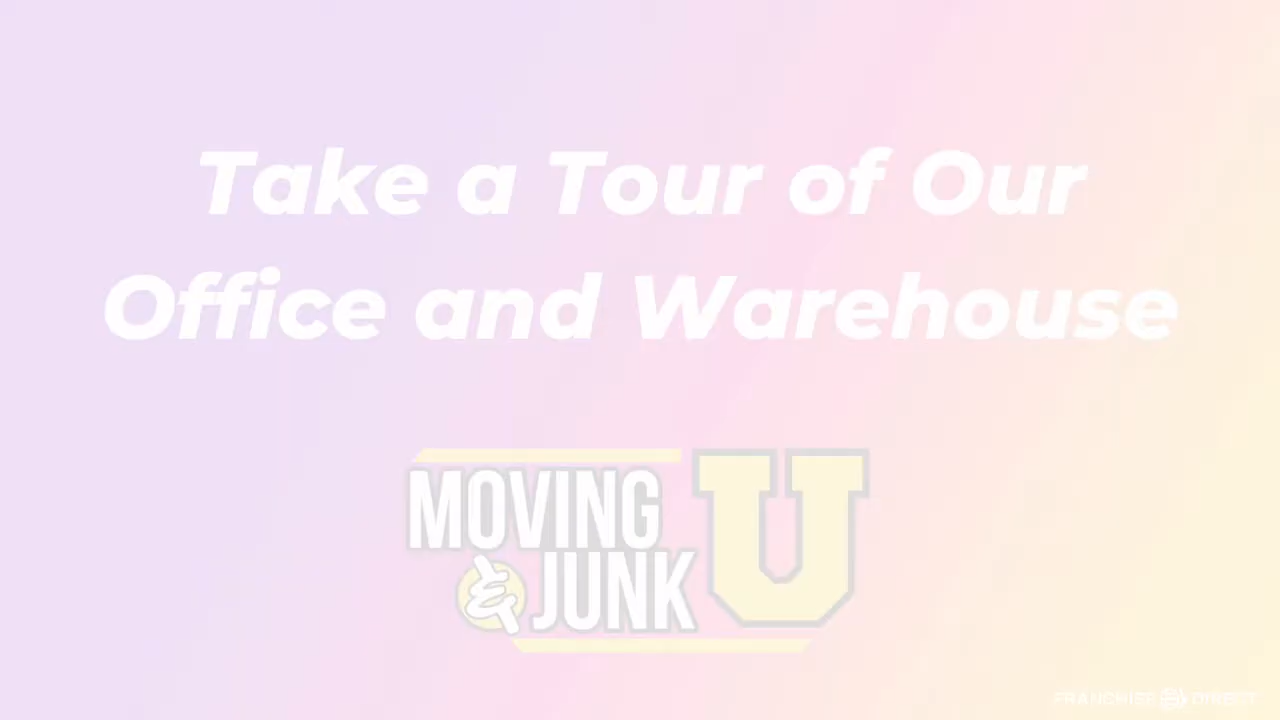 Take a Tour of Our
Office and Warehouse
MOVING
& JUNK
U
FRANCHISE DIRECT